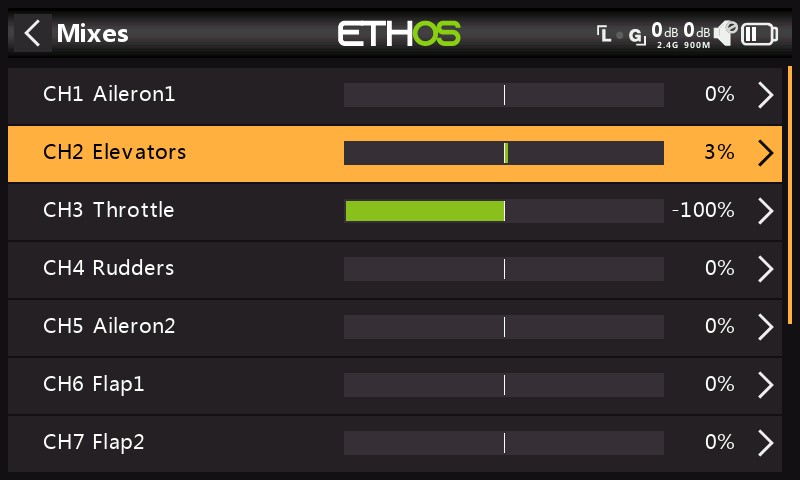 Mixes ETHOS L G 0dB 0dB
2.4G 900M
CH1 Aileron1 0%
CH2 Elevators 3%
CH3 Throttle -100%
CH4 Rudders 0%
CH5 Aileron2 0%
CH6 Flap1 0%
CH7 Flap2 0%